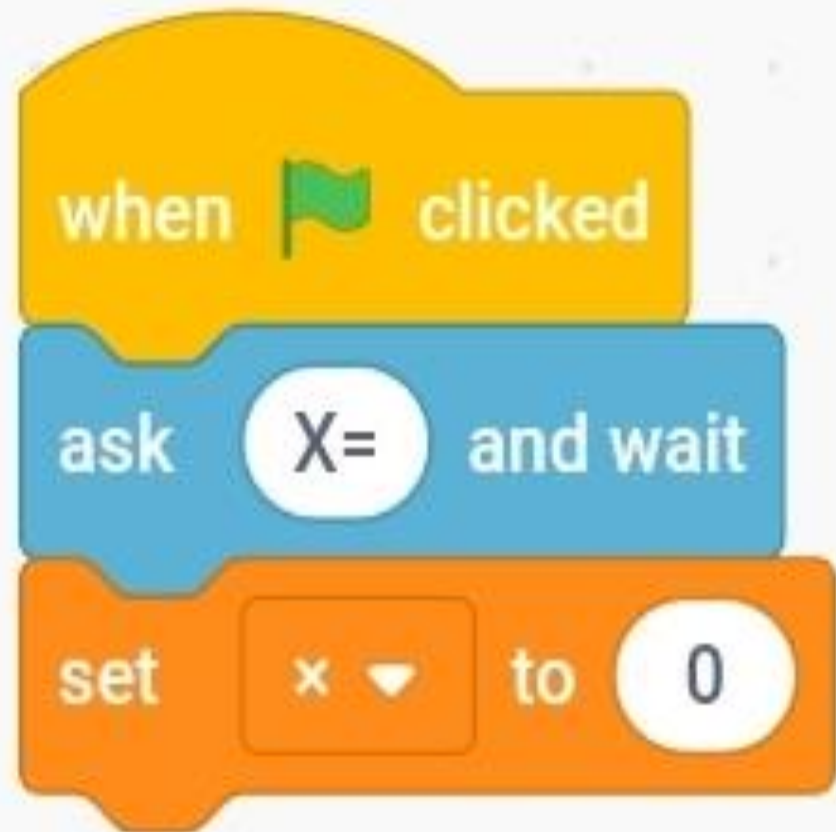 when clicked
ask X= and wait
set x to 0